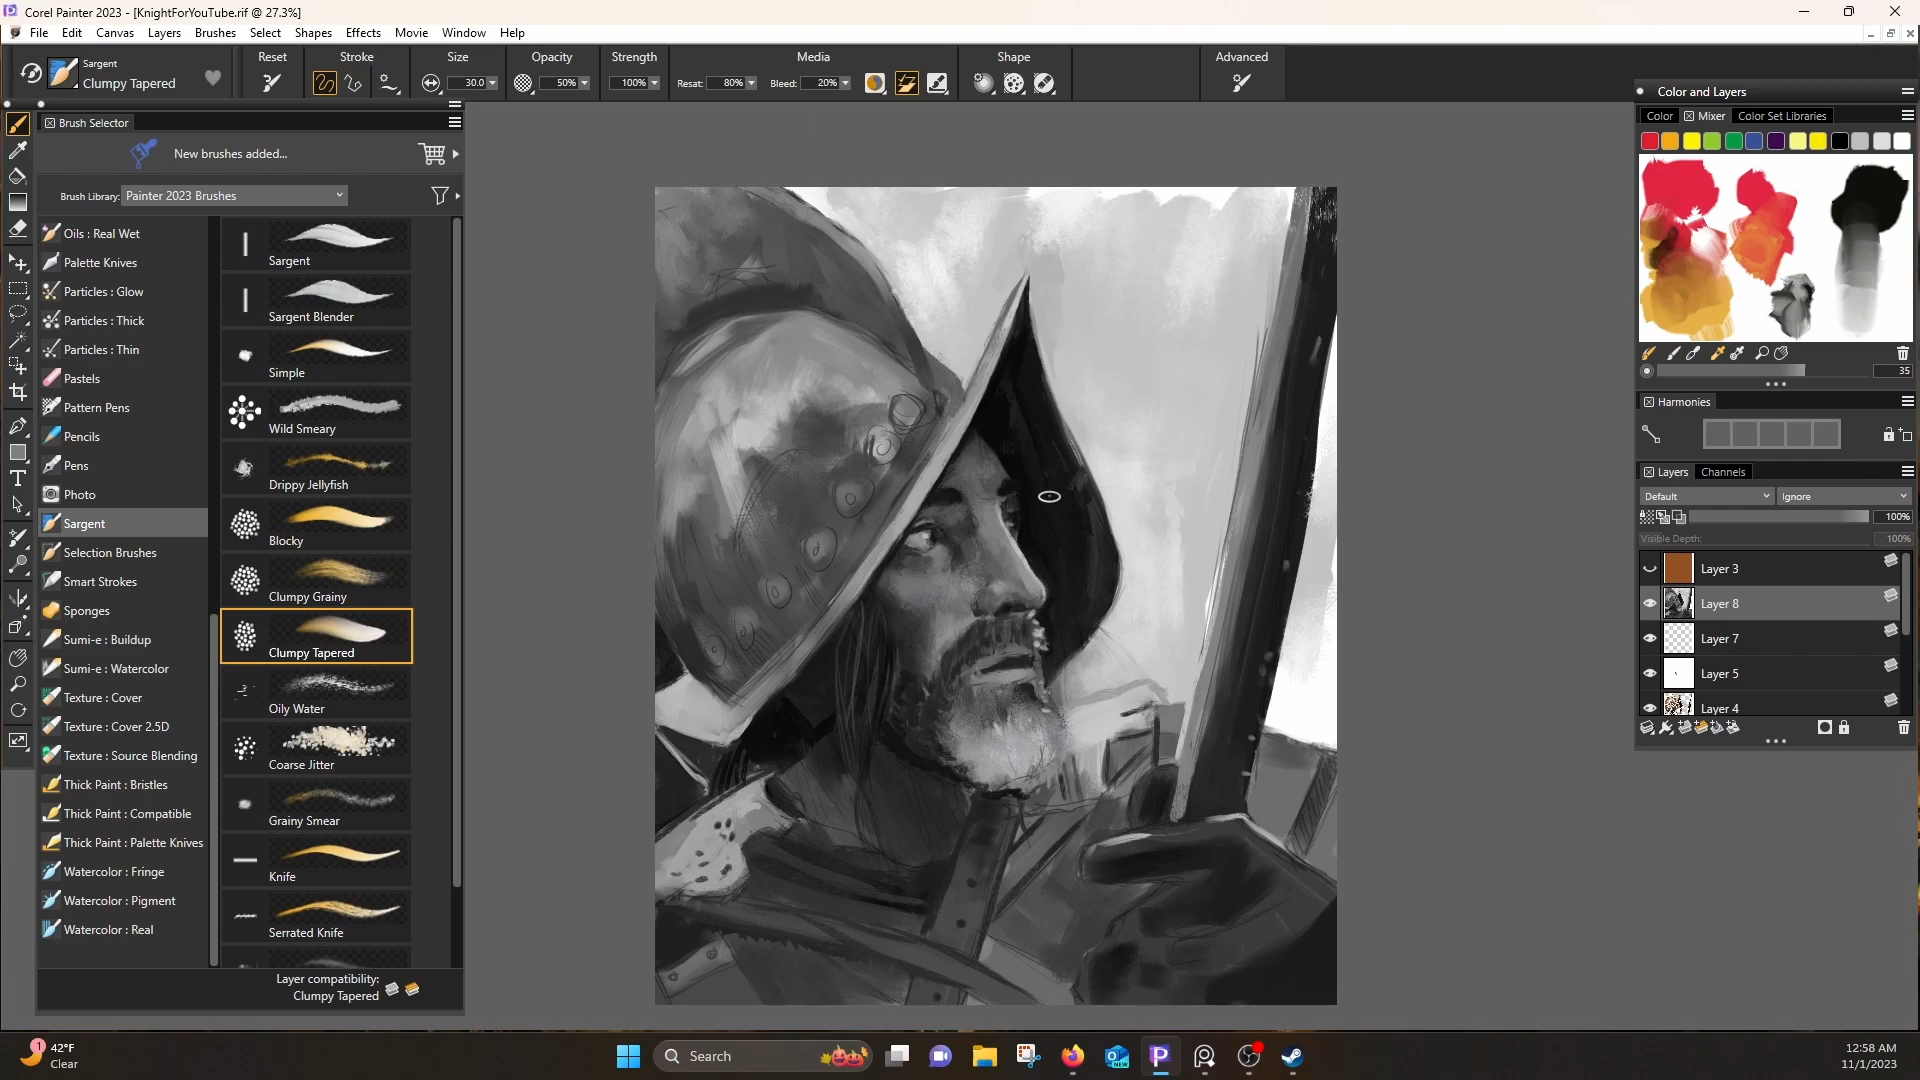 Corel Painter 2023 - [KnightForYouTube.rif @ 27.3%]
File Edit Canvas Layers Brushes Select Shapes Effects Movie Window Help
Sargent
Clumpy Tapered
Reset
Stroke
Size
30.0
Opacity
50%
Strength
100%
Media
Resat: 80%
Bleed: 20%
Shape
Advanced
Brush Selector
New brushes added...
Brush Library: Painter 2023 Brushes
Oils : Real Wet
Palette Knives
Particles : Glow
Particles : Thick
Particles : Thin
Pastels
Pattern Pens
Pencils
Pens
Photo
Sargent
Selection Brushes
Smart Strokes
Sponges
Sumi-e : Buildup
Sumi-e : Watercolor
Texture : Cover
Texture : Cover 2.5D
Texture : Source Blending
Thick Paint : Bristles
Thick Paint : Compatible
Thick Paint : Palette Knives
Watercolor : Fringe
Watercolor : Pigment
Watercolor : Real
Sargent
Sargent Blender
Simple
Wild Smeary
Drippy Jellyfish
Blocky
Clumpy Grainy
Clumpy Tapered
Oily Water
Coarse Jitter
Grainy Smear
Knife
Serrated Knife
Layer compatibility:
Clumpy Tapered
Color and Layers
Color Mixer Color Set Libraries
35
Harmonies
Layers Channels
Default Ignore
100%
Visible Depth: 100%
Layer 3
Layer 8
Layer 7
Layer 5
Layer 4
1
42°F
Clear
Search
NEW
12:58 AM
11/1/2023